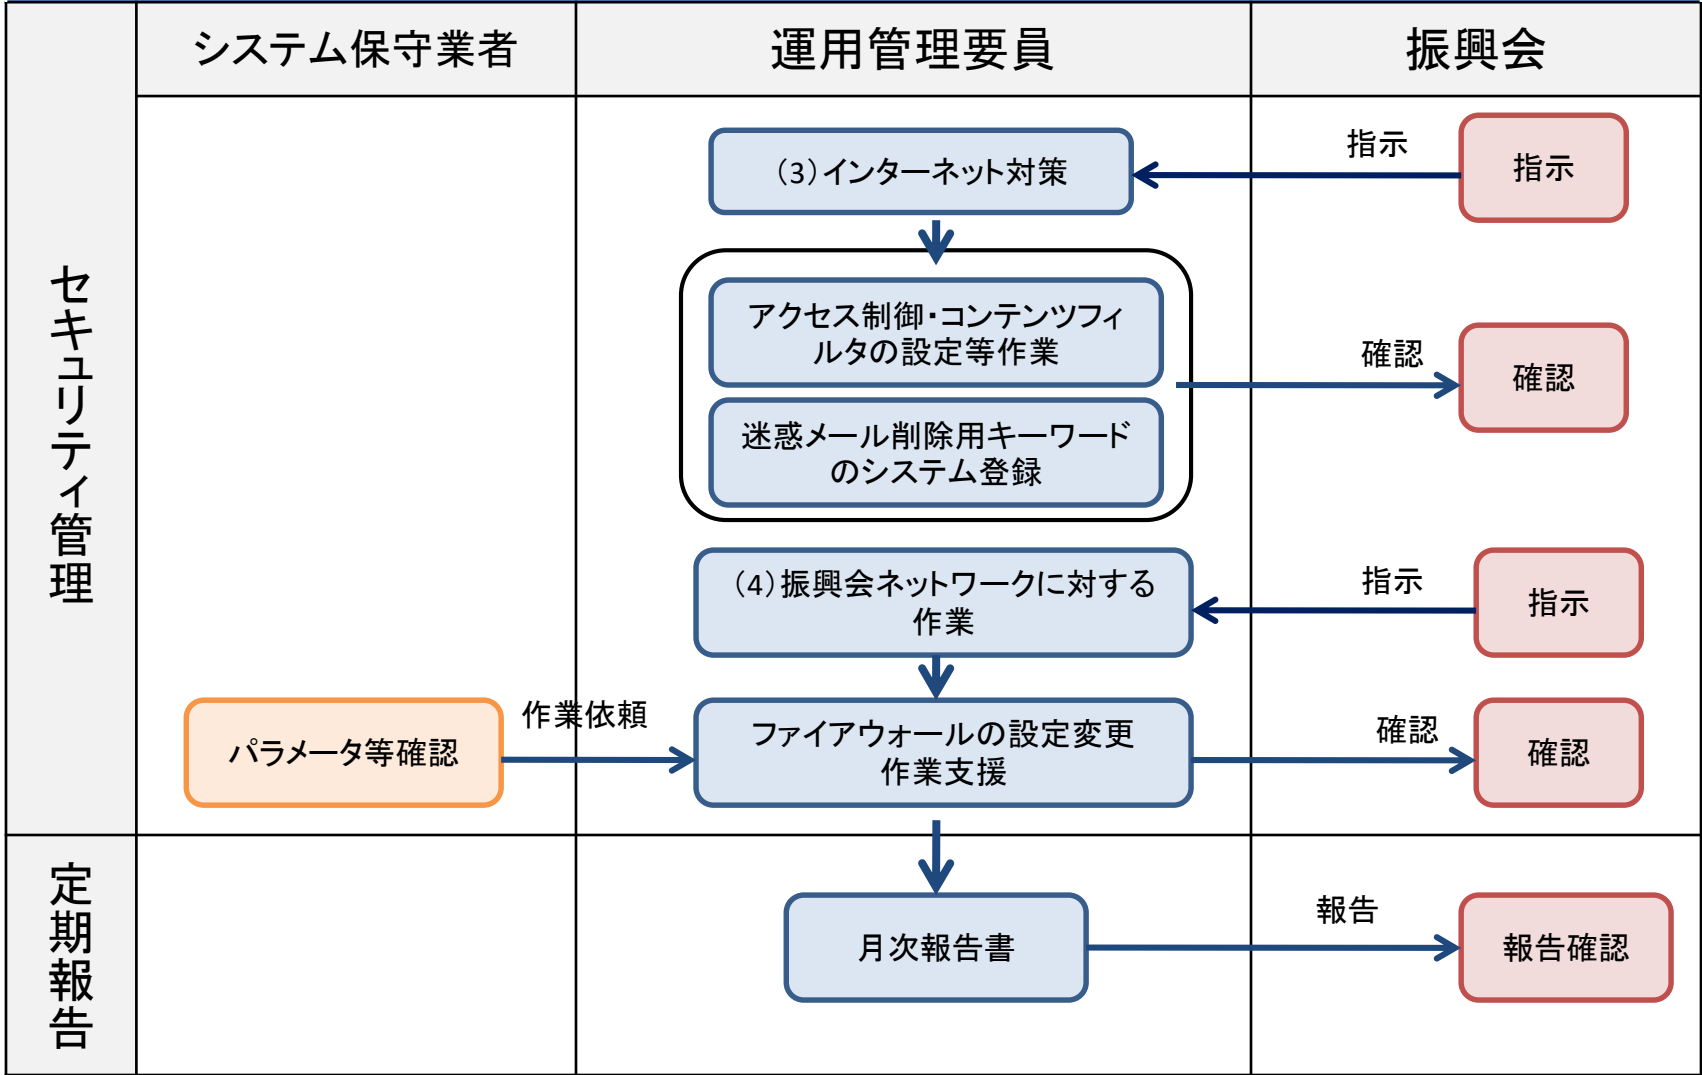 システム保守業者
運用管理要員
振興会
セキュリティ管理
(3)インターネット対策
指示
指示
アクセス制御・コンテンツフィ
ルタの設定等作業
確認
確認
迷惑メール削除用キーワード
のシステム登録
(4)振興会ネットワークに対する
作業
指示
指示
パラメータ等確認
作業依頼
ファイアウォールの設定変更
作業支援
確認
確認
定期報告
月次報告書
報告
報告確認